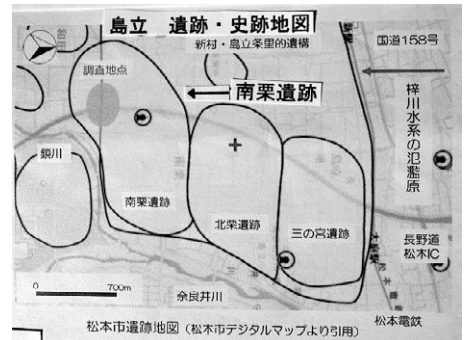 島立 遺跡・史跡地図
新村・島立条里的遺構
国道158号
調査地点
南栗遺跡
梓川水系の氾濫原
鎖川
南栗遺跡
北栗遺跡
三の宮遺跡
長野道
松本IC
0 700m
奈良井川
松本電鉄
松本市遺跡地図（松本市デジタルマップより引用）